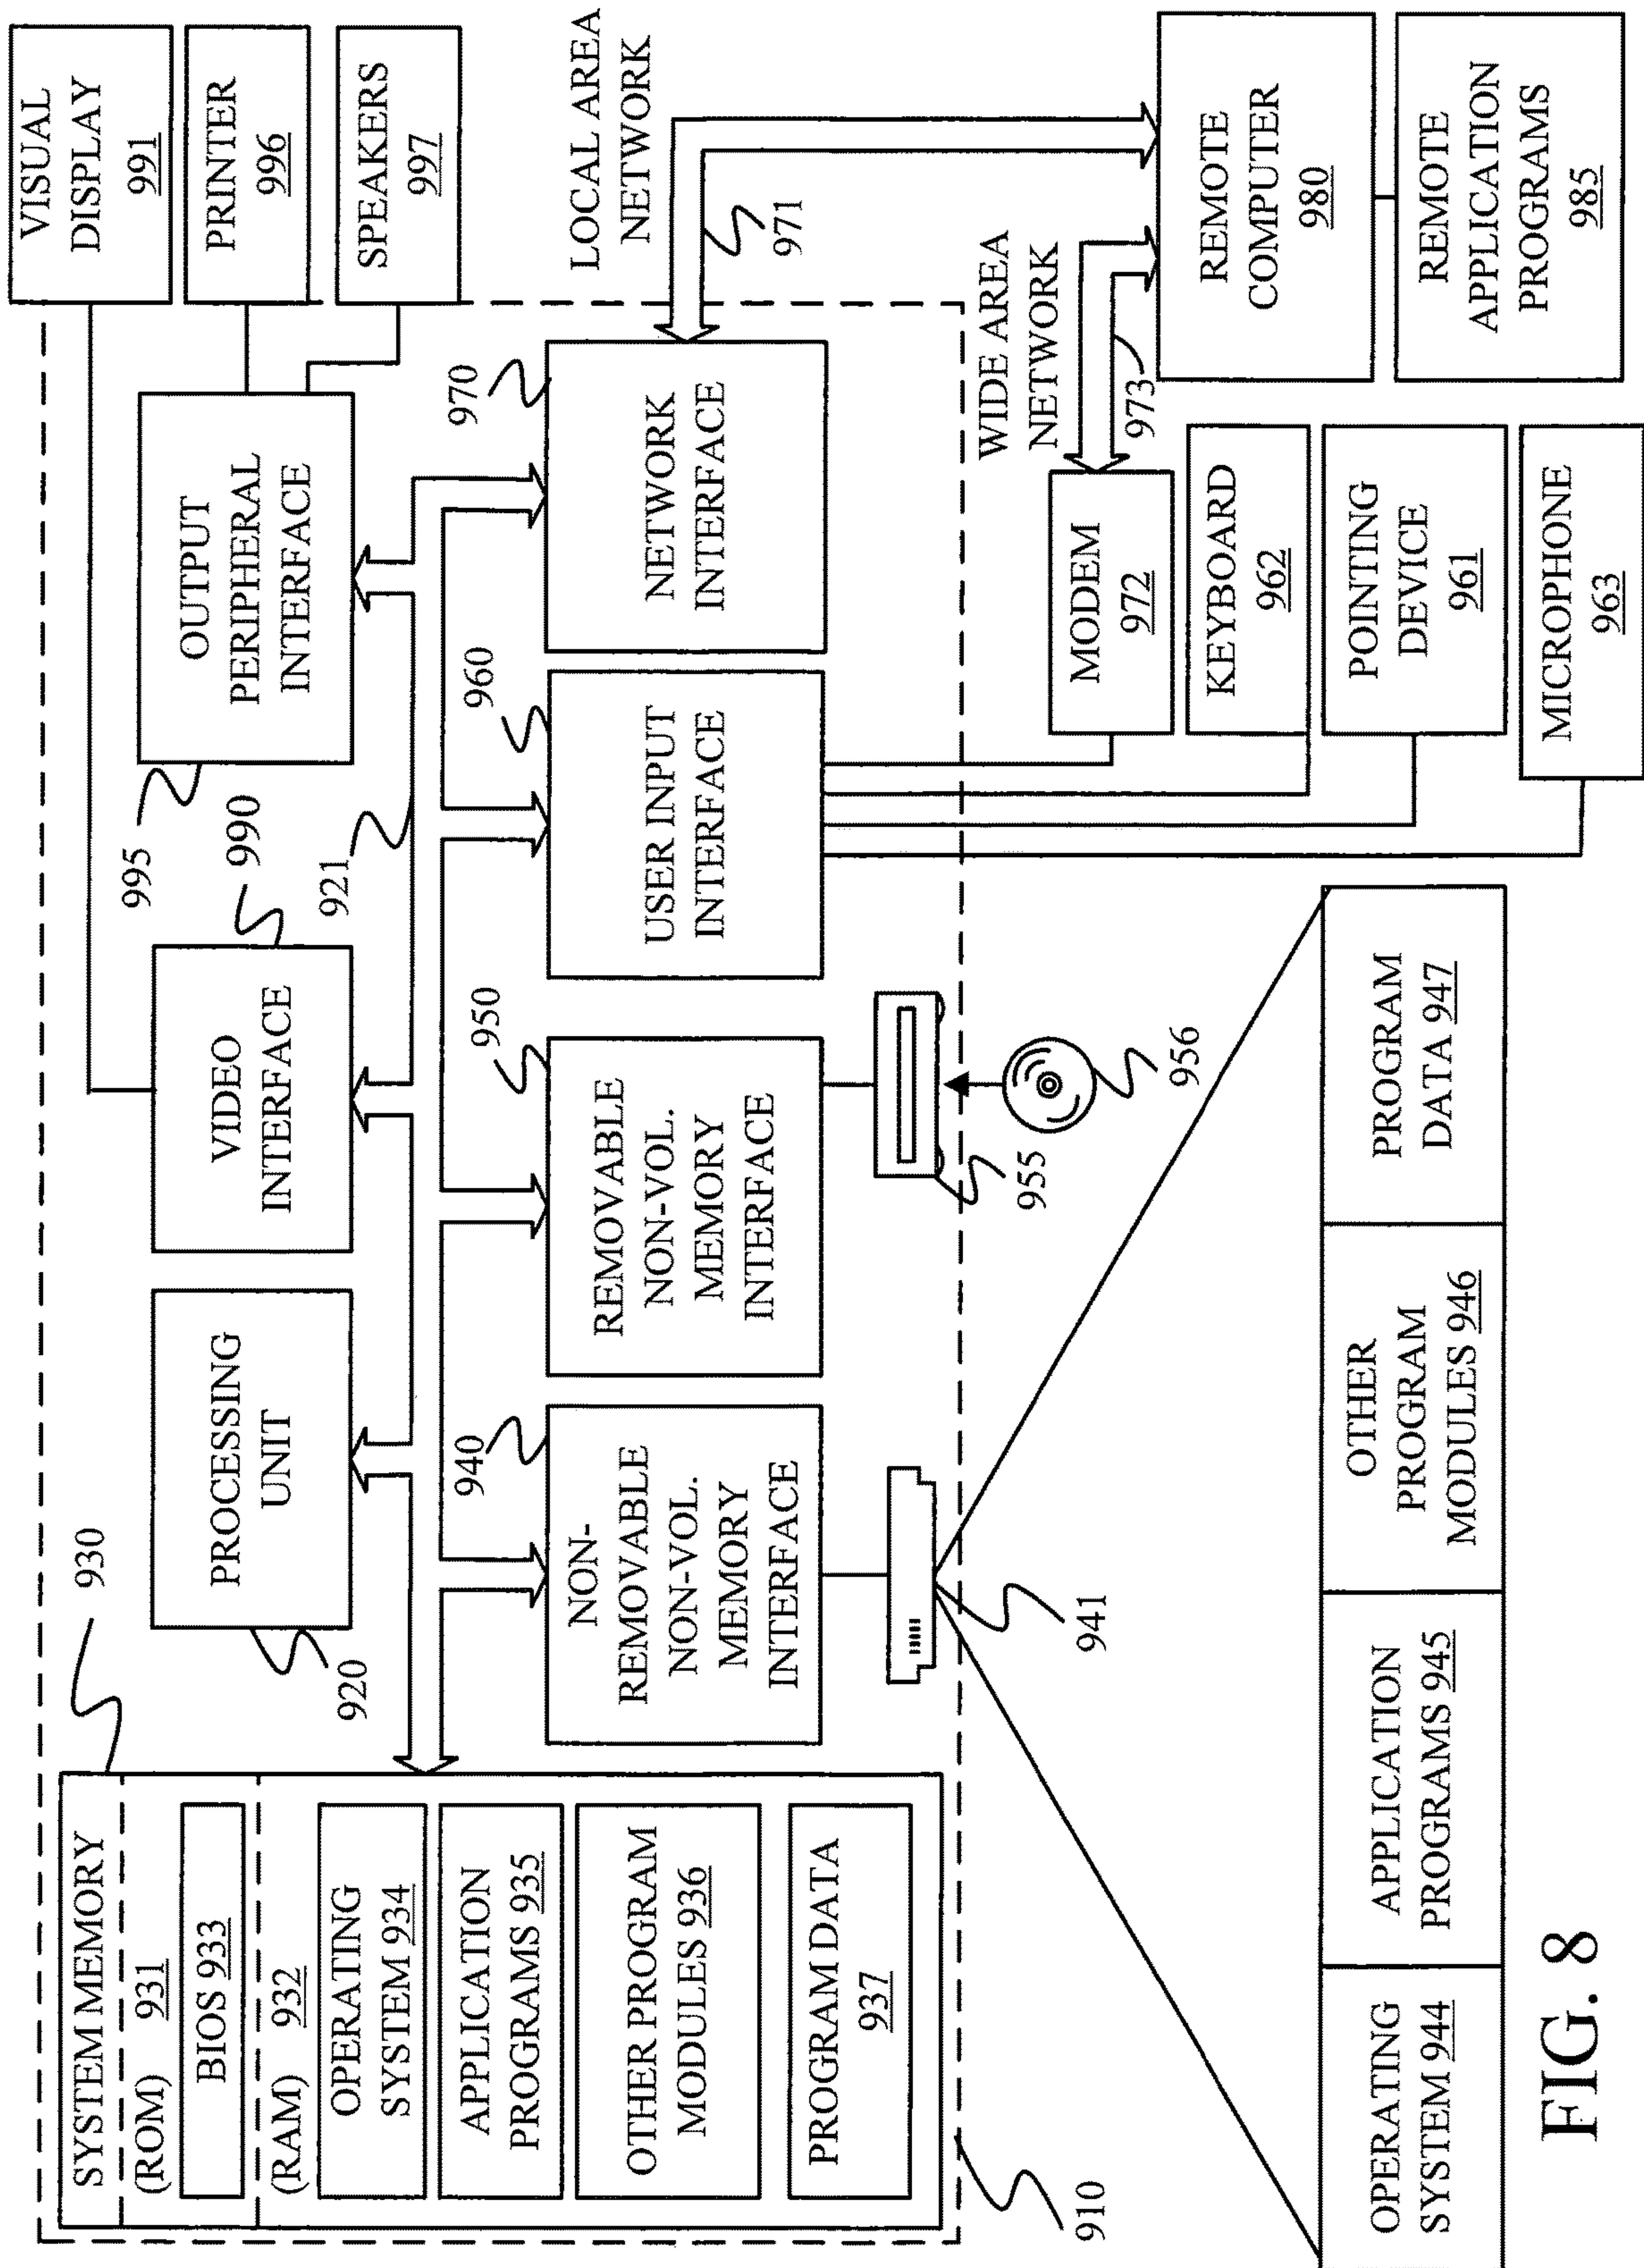 SYSTEM MEMORY
(ROM) 931
BIOS 933
(RAM) 932
OPERATING
SYSTEM 934
APPLICATION
PROGRAMS 935
OTHER PROGRAM
MODULES 936
PROGRAM DATA
937
930
PROCESSING
UNIT
920
VIDEO
INTERFACE
990
921
OUTPUT
PERIPHERAL
INTERFACE
995
VISUAL
DISPLAY
991
PRINTER
996
SPEAKERS
997
NON-
REMOVABLE
NON-VOL.
MEMORY
INTERFACE
940
REMOVABLE
NON-VOL.
MEMORY
INTERFACE
950
USER INPUT
INTERFACE
960
NETWORK
INTERFACE
970
LOCAL AREA
NETWORK
971
941
955
956
910
WIDE AREA
NETWORK
973
MODEM
972
KEYBOARD
962
POINTING
DEVICE
961
MICROPHONE
963
REMOTE
COMPUTER
980
REMOTE
APPLICATION
PROGRAMS
985
OPERATING
SYSTEM 944
APPLICATION
PROGRAMS 945
OTHER
PROGRAM
MODULES 946
PROGRAM
DATA 947
FIG. 8